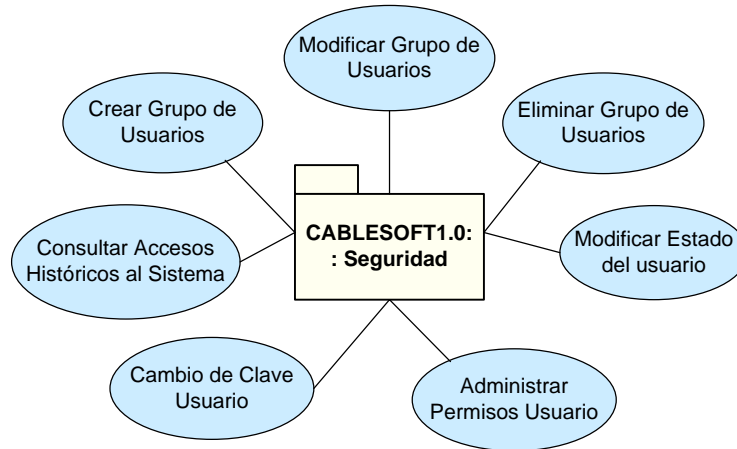 Modificar Grupo de
Usuarios
Crear Grupo de
Usuarios
Eliminar Grupo de
Usuarios
CABLESOFT1.0:
: Seguridad
Consultar Accesos
Históricos al Sistema
Modificar Estado
del usuario
Cambio de Clave
Usuario
Administrar
Permisos Usuario